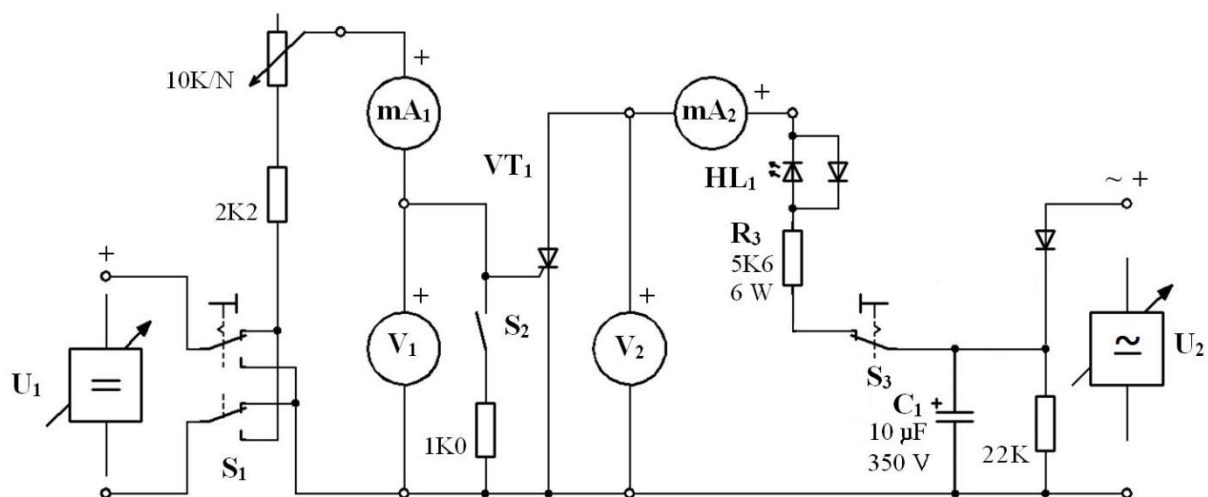 10K/N
+
mA₁
mA₂
+
VT₁
HL₁
~ +
2K2
R₃
5K6
6 W
+
+
+
S₂
U₁
=
V₁
V₂
S₃
≃
U₂
C₁ +
10 µF
350 V
22K
1K0
S₁